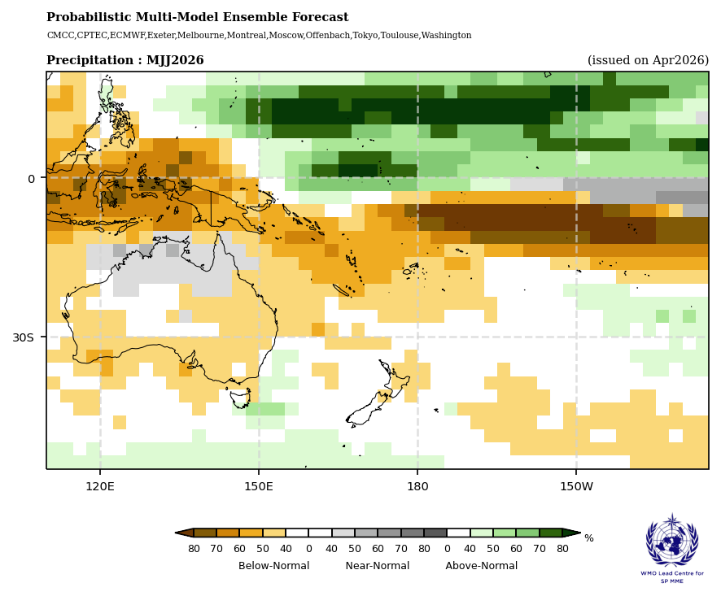 Probabilistic Multi-Model Ensemble Forecast
CMCC,CPTEC,ECMWF,Exeter,Melbourne,Montreal,Moscow,Offenbach,Tokyo,Toulouse,Washington
Precipitation : MJJ2026 (issued on Apr2026)
0
30S
120E 150E 180 150W
80 70 60 50 40 0 40 50 60 70 80 0 40 50 60 70 80 %
Below-Normal Near-Normal Above-Normal
WMO Lead Centre for
SP MME